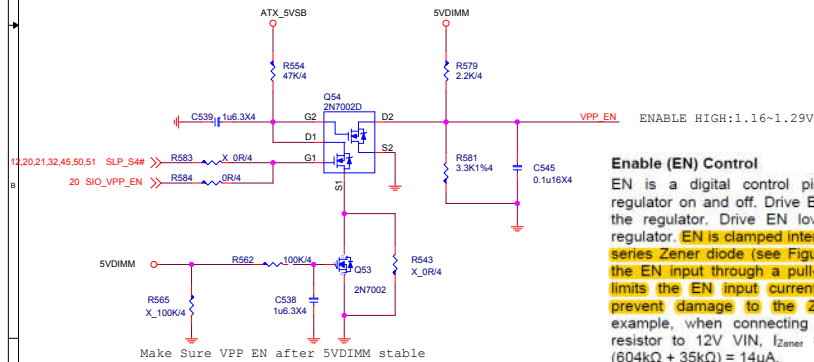 ATX_5VSB
5VDIMM
R554
47K/4
R579
2.2K/4
Q54
2N7002D
C539
1u6.3X4
G2
D2
D1
S2
G1
S1
VPP_EN
ENABLE HIGH:1.16~1.29V
12,20,21,32,45,50,51
SLP_S4#
R583
X_0R/4
20
SIO_VPP_EN
R584
0R/4
R581
3.3K1%4
C545
0.1u16X4
B
5VDIMM
R562
100K/4
Q53
2N7002
R543
X_0R/4
R565
X_100K/4
C538
1u6.3X4
Make Sure VPP EN after 5VDIMM stable
Enable (EN) Control
EN is a digital control pi
regulator on and off. Drive E
the regulator. Drive EN lov
regulator. EN is clamped inter
series Zener diode (see Figu
the EN input through a pull-
limits the EN input current
prevent damage to the Z
example, when connecting
resistor to 12V VIN, IZener
(604kΩ + 35kΩ) = 14µA.